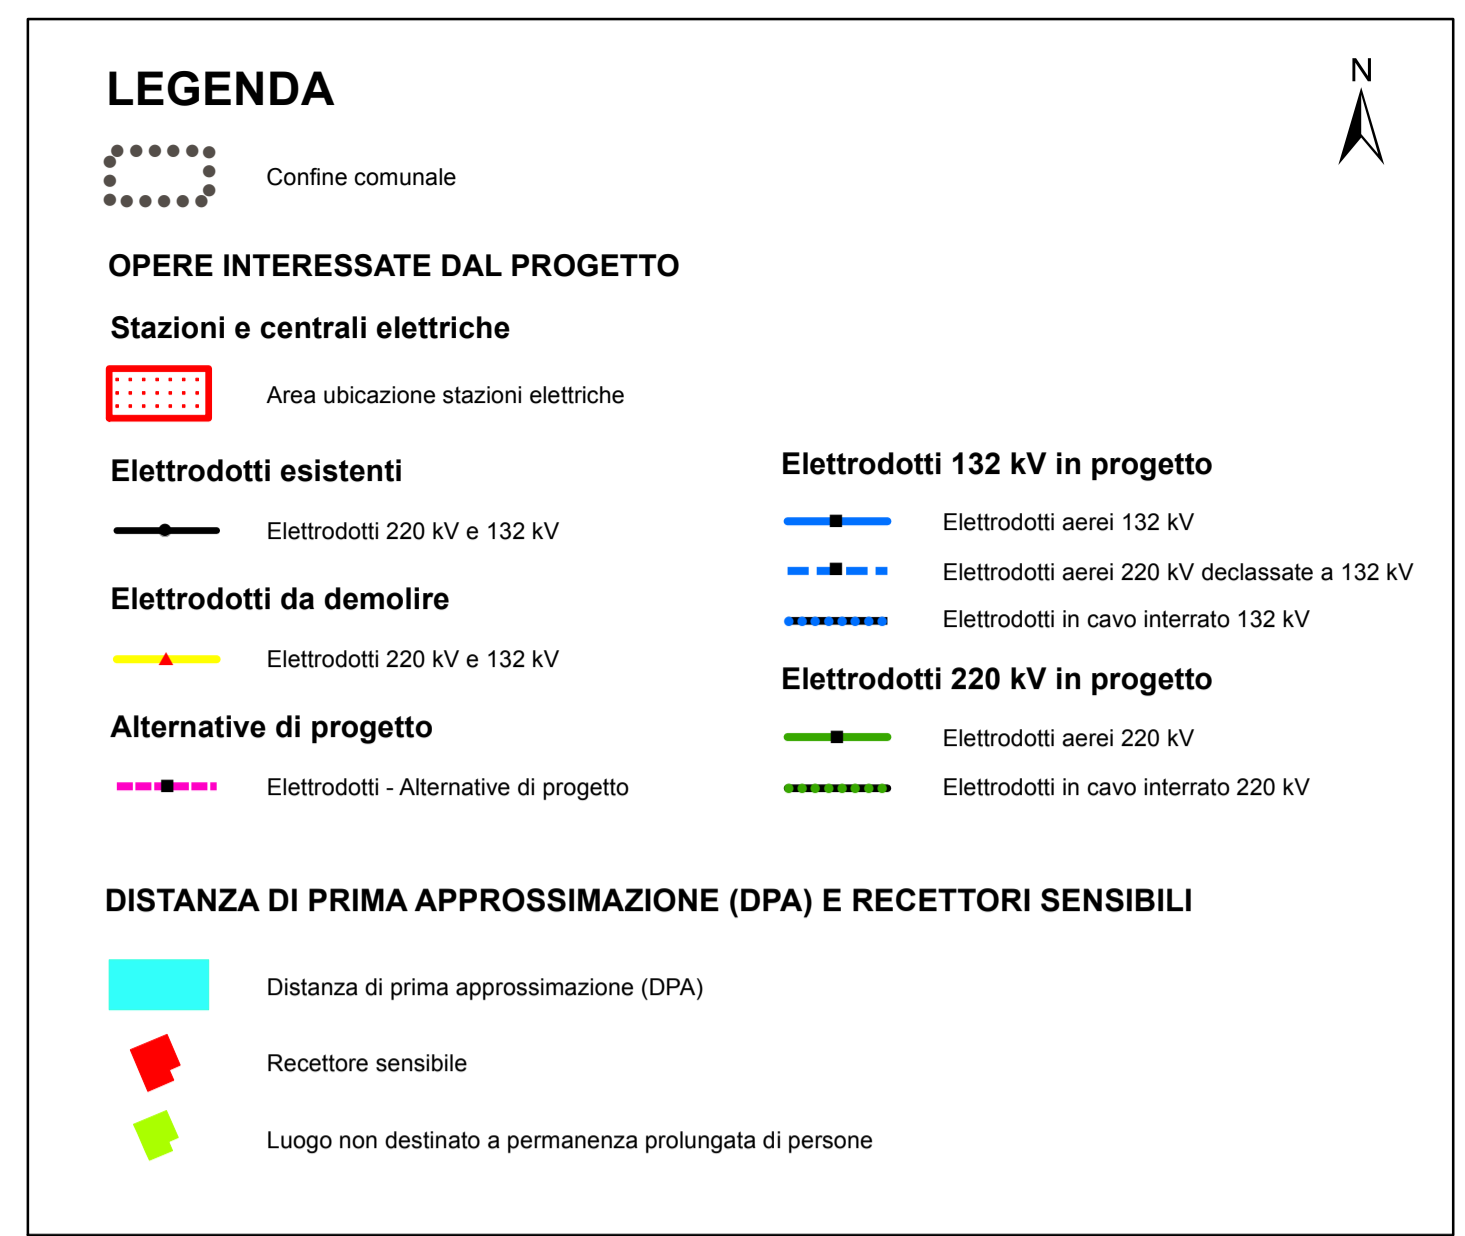 LEGENDA
N
Confine comunale
OPERE INTERESSATE DAL PROGETTO
Stazioni e centrali elettriche
Area ubicazione stazioni elettriche
Elettrodotti esistenti
Elettrodotti 220 kV e 132 kV
Elettrodotti da demolire
Elettrodotti 220 kV e 132 kV
Alternative di progetto
Elettrodotti - Alternative di progetto
Elettrodotti 132 kV in progetto
Elettrodotti aerei 132 kV
Elettrodotti aerei 220 kV declassate a 132 kV
Elettrodotti in cavo interrato 132 kV
Elettrodotti 220 kV in progetto
Elettrodotti aerei 220 kV
Elettrodotti in cavo interrato 220 kV
DISTANZA DI PRIMA APPROSSIMAZIONE (DPA) E RECETTORI SENSIBILI
Distanza di prima approssimazione (DPA)
Recettore sensibile
Luogo non destinato a permanenza prolungata di persone